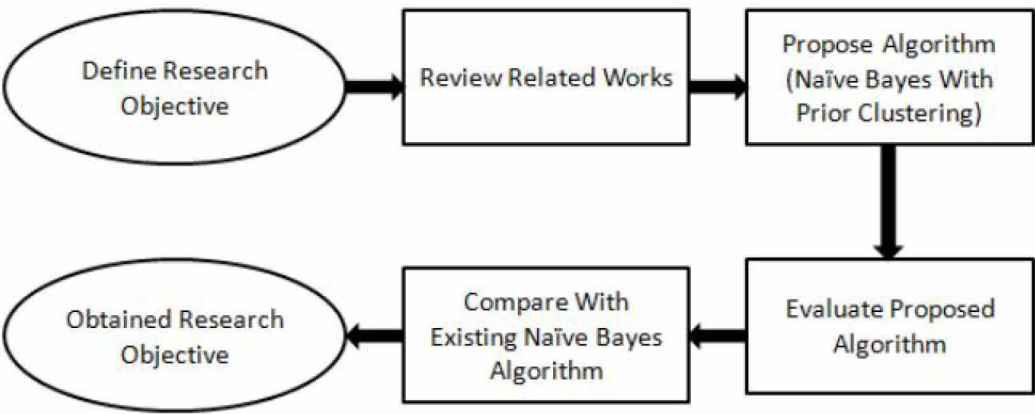 Define Research
Objective
Review Related Works
Propose Algorithm
(Naïve Bayes With
Prior Clustering)
Evaluate Proposed
Algorithm
Compare With
Existing Naïve Bayes
Algorithm
Obtained Research
Objective